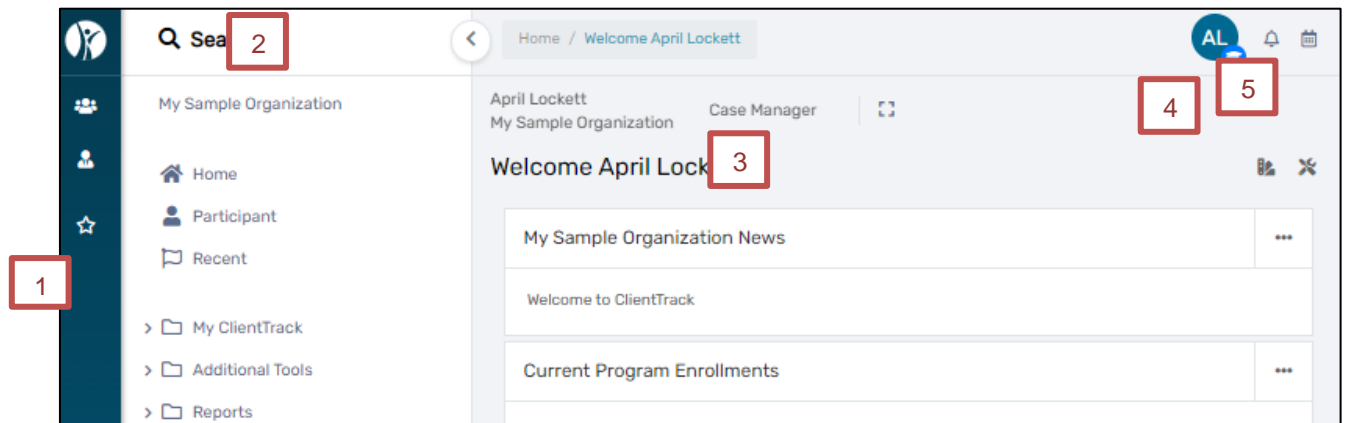 Sea
2
Home / Welcome April Lockett
AL
5
4
My Sample Organization
April Lockett
My Sample Organization
Case Manager
Welcome April Lock
3
Home
Participant
Recent
1
My ClientTrack
Additional Tools
Reports
My Sample Organization News
Welcome to ClientTrack
Current Program Enrollments